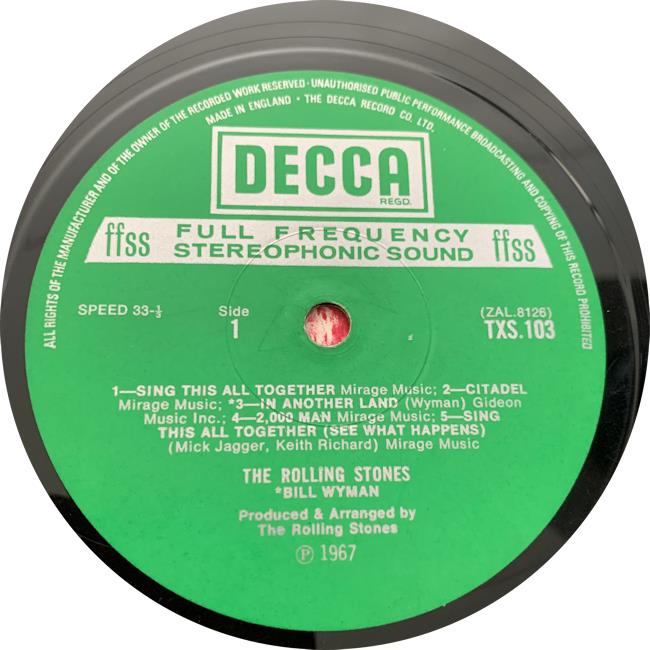 ALL RIGHTS OF THE MANUFACTURER AND OF THE OWNER OF THE RECORDED WORK RESERVED · UNAUTHORISED PUBLIC PERFORMANCE BROADCASTING AND COPYING OF THIS RECORD PROHIBITED
MADE IN ENGLAND · THE DECCA RECORD CO. LTD.
DECCA
REGD.
ffss FULL FREQUENCY STEREOPHONIC SOUND ffss
SPEED 33-⅓
Side
1
(ZAL.8126)
TXS.103
1—SING THIS ALL TOGETHER Mirage Music; 2—CITADEL
Mirage Music; *3—IN ANOTHER LAND (Wyman) Gideon
Music Inc.; 4—2,000 MAN Mirage Music; 5—SING
THIS ALL TOGETHER (SEE WHAT HAPPENS)
(Mick Jagger, Keith Richard) Mirage Music
THE ROLLING STONES
*BILL WYMAN
Produced & Arranged by
The Rolling Stones
℗ 1967